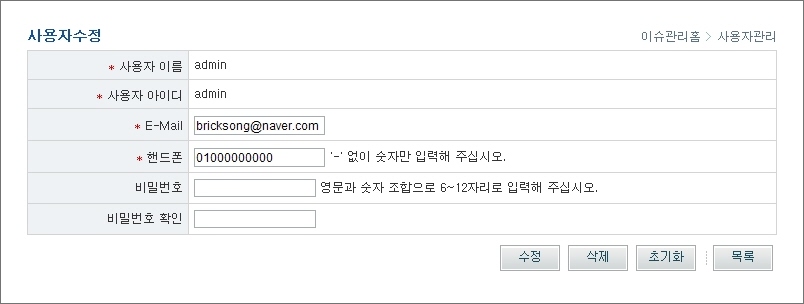 사용자수정
이슈관리홈 > 사용자관리
* 사용자 이름 admin
* 사용자 아이디 admin
* E-Mail bricksong@naver.com
* 핸드폰 01000000000 '-' 없이 숫자만 입력해 주십시오.
비밀번호 영문과 숫자 조합으로 6~12자리로 입력해 주십시오.
비밀번호 확인
수정 삭제 초기화 목록